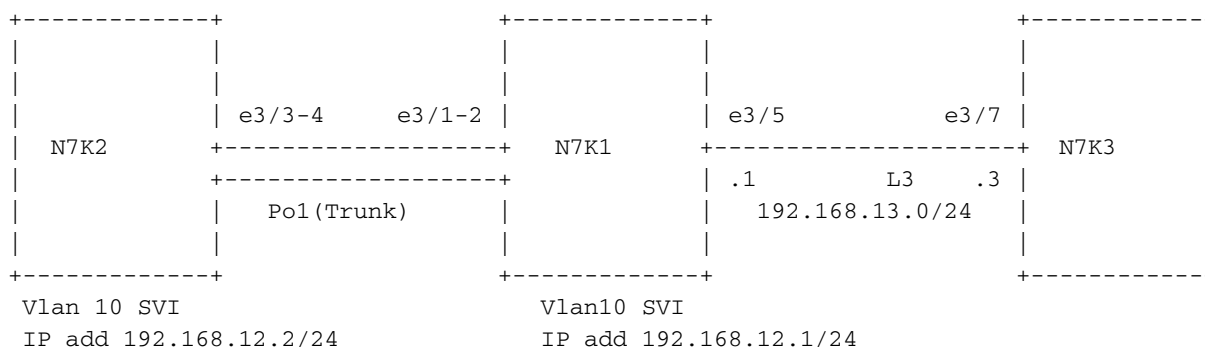 e3/3-4 e3/1-2 e3/5 e3/7
N7K2 N7K1 N7K3
.1 L3 .3
Po1(Trunk) 192.168.13.0/24
Vlan 10 SVI Vlan10 SVI
IP add 192.168.12.2/24 IP add 192.168.12.1/24